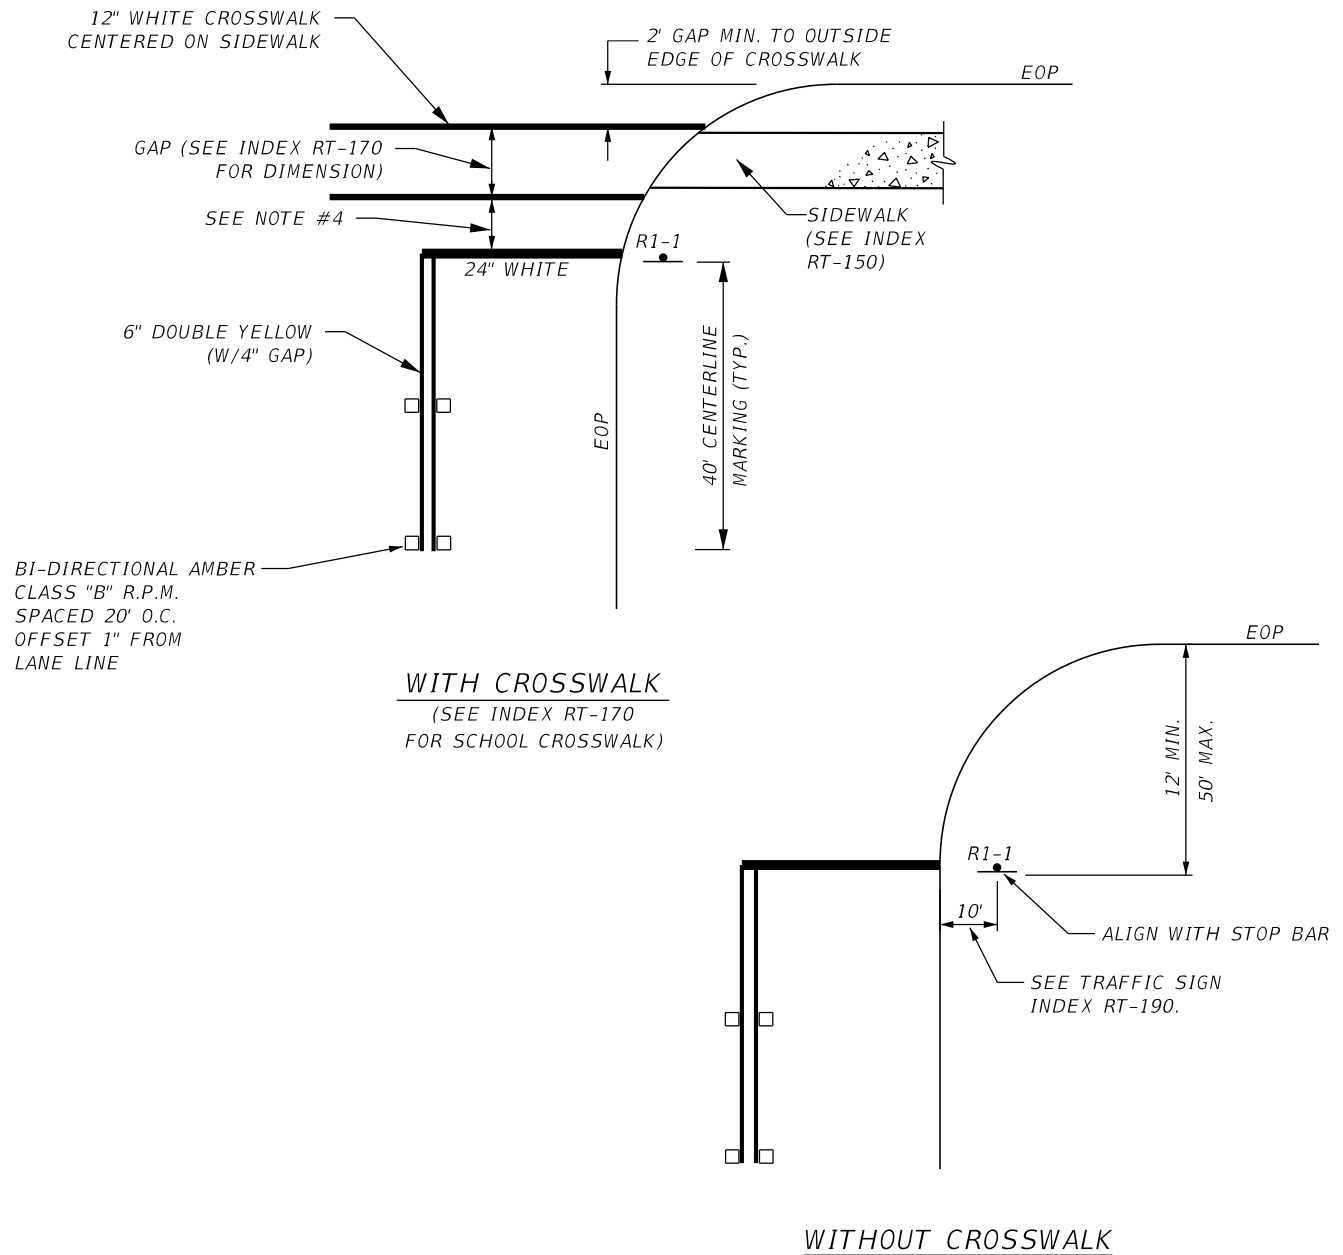 12" WHITE CROSSWALK
CENTERED ON SIDEWALK
2' GAP MIN. TO OUTSIDE
EDGE OF CROSSWALK
EOP
GAP (SEE INDEX RT-170
FOR DIMENSION)
SEE NOTE #4
SIDEWALK
(SEE INDEX
RT-150)
R1-1
24" WHITE
6" DOUBLE YELLOW
(W/4" GAP)
40' CENTERLINE
MARKING (TYP.)
EOP
BI-DIRECTIONAL AMBER
CLASS "B" R.P.M.
SPACED 20' O.C.
OFFSET 1" FROM
LANE LINE
WITH CROSSWALK
(SEE INDEX RT-170
FOR SCHOOL CROSSWALK)
EOP
12' MIN.
50' MAX.
R1-1
10'
ALIGN WITH STOP BAR
SEE TRAFFIC SIGN
INDEX RT-190.
WITHOUT CROSSWALK